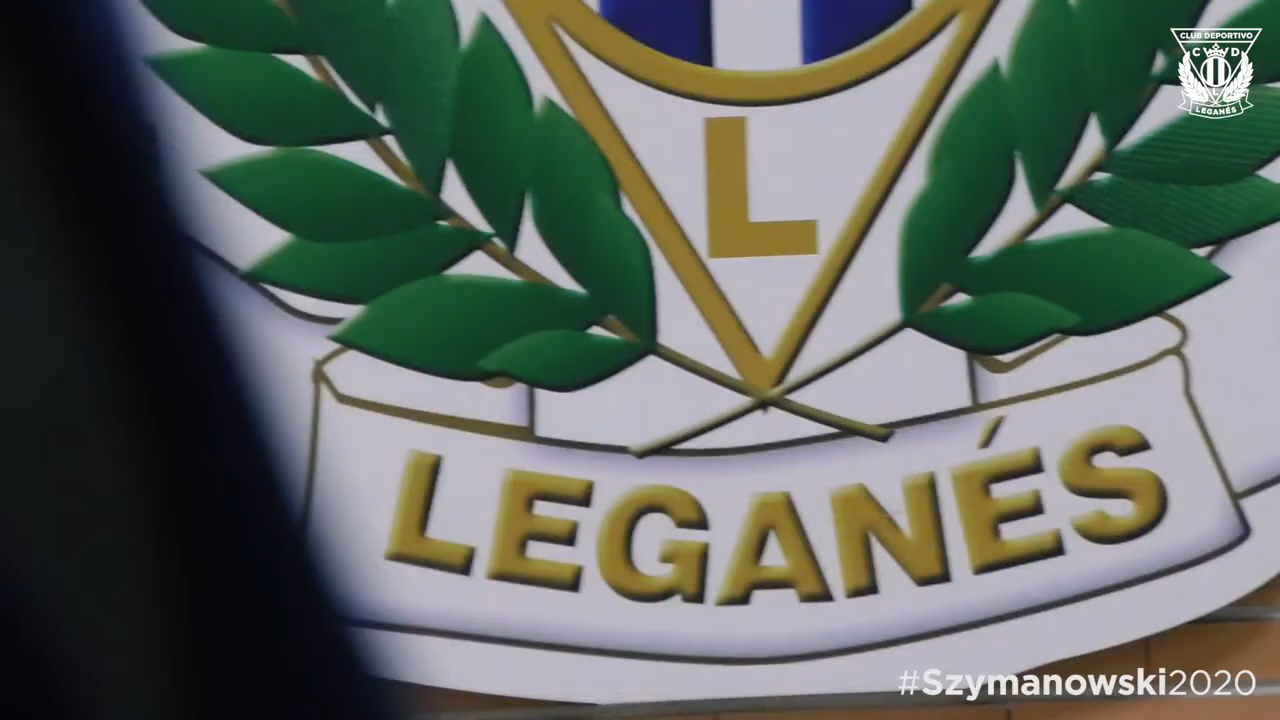 CLUB DEPORTIVO
C D
L
LEGANÉS
L
LEGANÉS
#Szymanowski2020